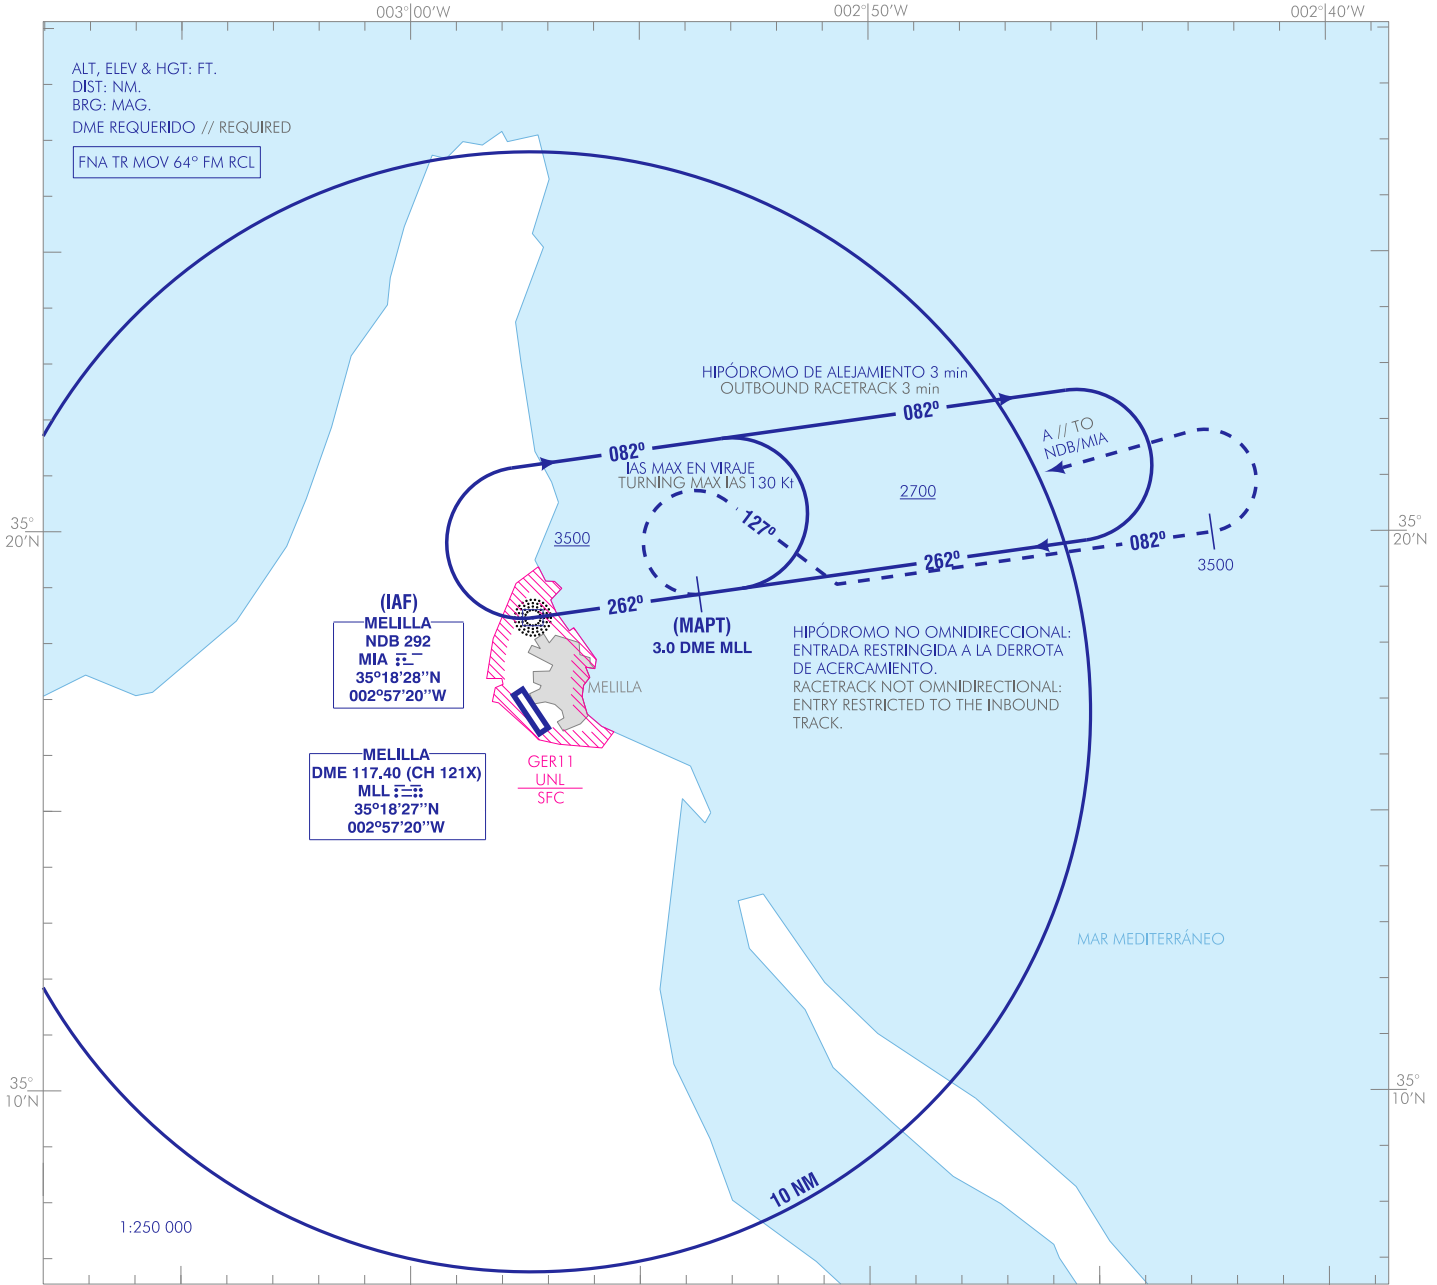 003°00'W
002°50'W
002°40'W
ALT, ELEV & HGT: FT.
DIST: NM.
BRG: MAG.
DME REQUERIDO // REQUIRED
FNA TR MOV 64º FM RCL
HIPÓDROMO DE ALEJAMIENTO 3 min
OUTBOUND RACETRACK 3 min
082º
082º
A // TO
NDB/MIA
IAS MAX EN VIRAJE
TURNING MAX IAS 130 Kt
2700
127º
3500
35°
20'N
35°
20'N
082º
262º
3500
262º
(IAF)
MELILLA
NDB 292
MIA
35º18'28''N
002º57'20''W
(MAPT)
3.0 DME MLL
HIPÓDROMO NO OMNIDIRECCIONAL:
ENTRADA RESTRINGIDA A LA DERROTA
DE ACERCAMIENTO.
RACETRACK NOT OMNIDIRECTIONAL:
ENTRY RESTRICTED TO THE INBOUND
TRACK.
MELILLA
MELILLA
DME 117.40 (CH 121X)
MLL
35º18'27''N
002º57'20''W
GER11
UNL
SFC
MAR MEDITERRÁNEO
35°
10'N
35°
10'N
10 NM
1:250 000